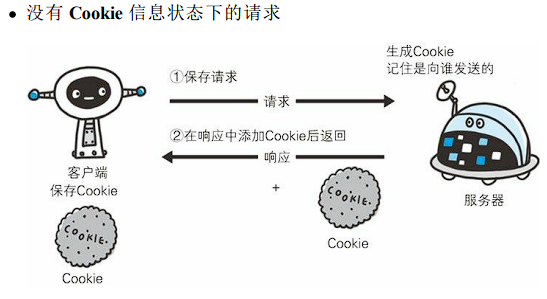 • 没有 Cookie 信息状态下的请求
生成Cookie
记住是向谁发送的
①保存请求
请求
②在响应中添加Cookie后返回
响应
客户端
保存Cookie
+
COOKIE.
服务器
Cookie
COOKIE.
Cookie